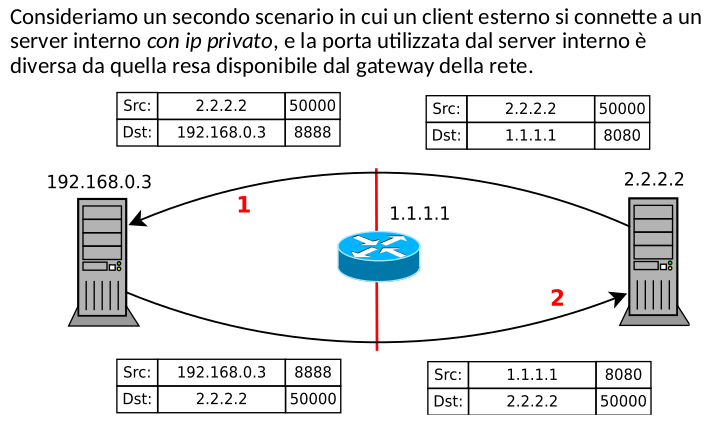 Consideriamo un secondo scenario in cui un client esterno si connette a un
server interno con ip privato, e la porta utilizzata dal server interno è
diversa da quella resa disponibile dal gateway della rete.
Src: 2.2.2.2 50000
Dst: 192.168.0.3 8888
Src: 2.2.2.2 50000
Dst: 1.1.1.1 8080
192.168.0.3
2.2.2.2
1
1.1.1.1
2
Src: 192.168.0.3 8888
Dst: 2.2.2.2 50000
Src: 1.1.1.1 8080
Dst: 2.2.2.2 50000